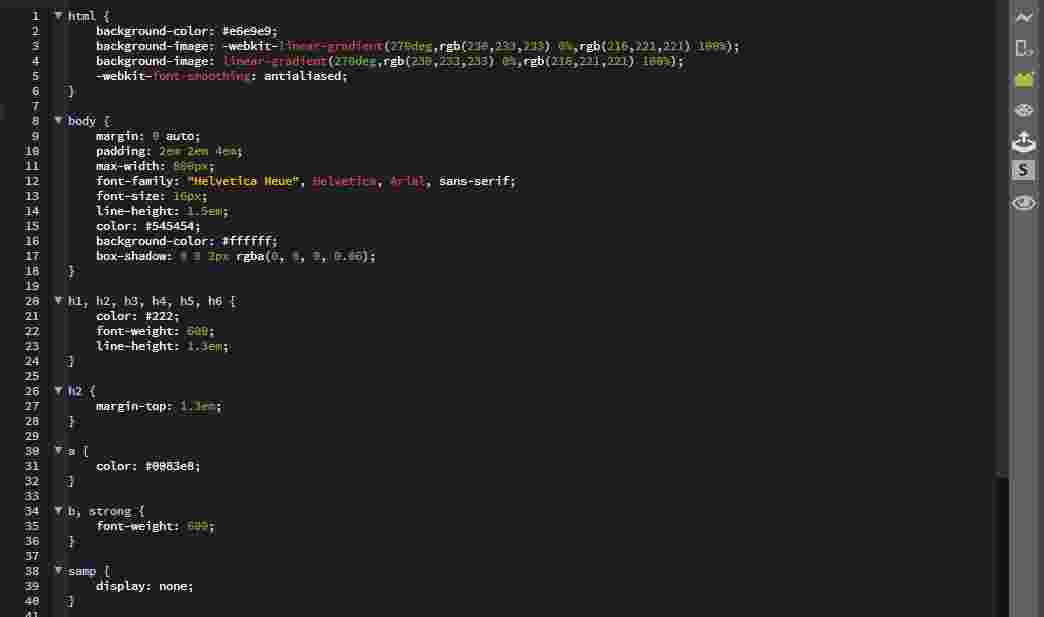 1 html {
2 background-color: #e6e9e9;
3 background-image: -webkit-linear-gradient(270deg,rgb(230,233,233) 0%,rgb(216,221,221) 100%);
4 background-image: linear-gradient(270deg,rgb(230,233,233) 0%,rgb(216,221,221) 100%);
5 -webkit-font-smoothing: antialiased;
6 }
7
8 body {
9 margin: 0 auto;
10 padding: 2em 2em 4em;
11 max-width: 800px;
12 font-family: "Helvetica Neue", Helvetica, Arial, sans-serif;
13 font-size: 16px;
14 line-height: 1.5em;
15 color: #545454;
16 background-color: #ffffff;
17 box-shadow: 0 0 2px rgba(0, 0, 0, 0.06);
18 }
19
20 h1, h2, h3, h4, h5, h6 {
21 color: #222;
22 font-weight: 600;
23 line-height: 1.3em;
24 }
25
26 h2 {
27 margin-top: 1.3em;
28 }
29
30 a {
31 color: #0083e8;
32 }
33
34 b, strong {
35 font-weight: 600;
36 }
37
38 samp {
39 display: none;
40 }
41
S